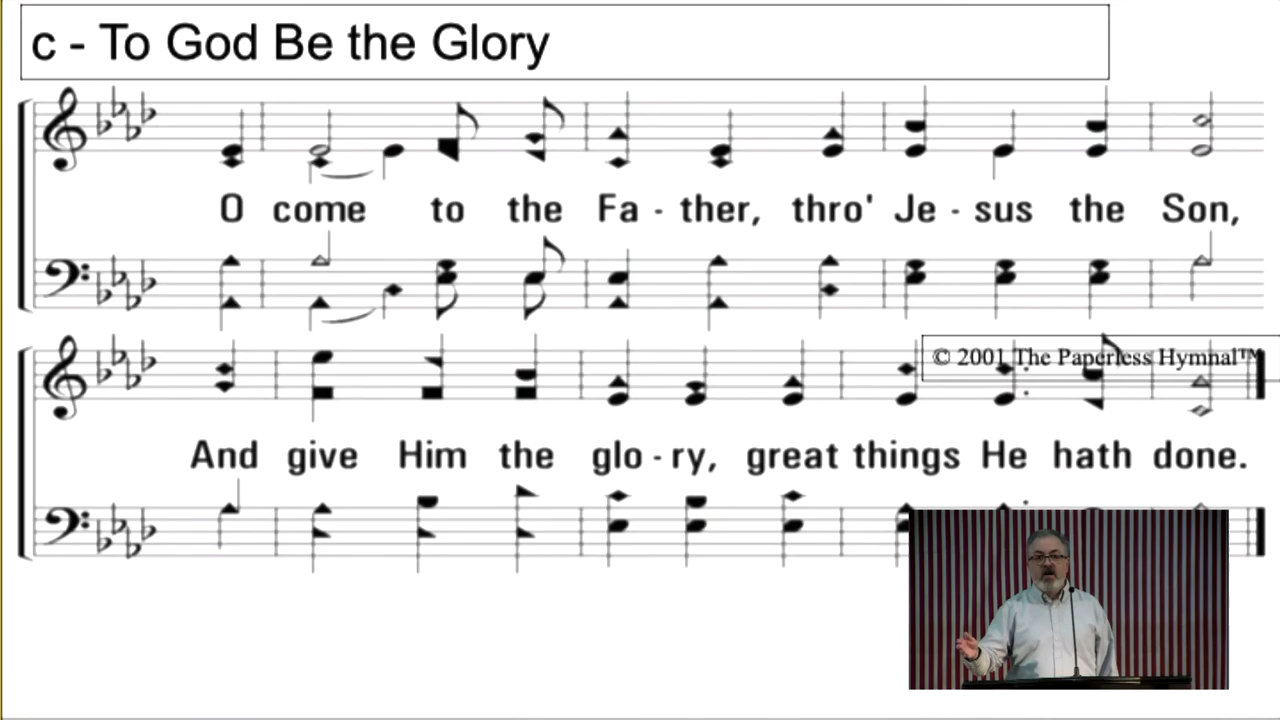 c - To God Be the Glory
O come to the Fa - ther, thro' Je - sus the Son,
© 2001 The Paperless Hymnal™
And give Him the glo - ry, great things He hath done.